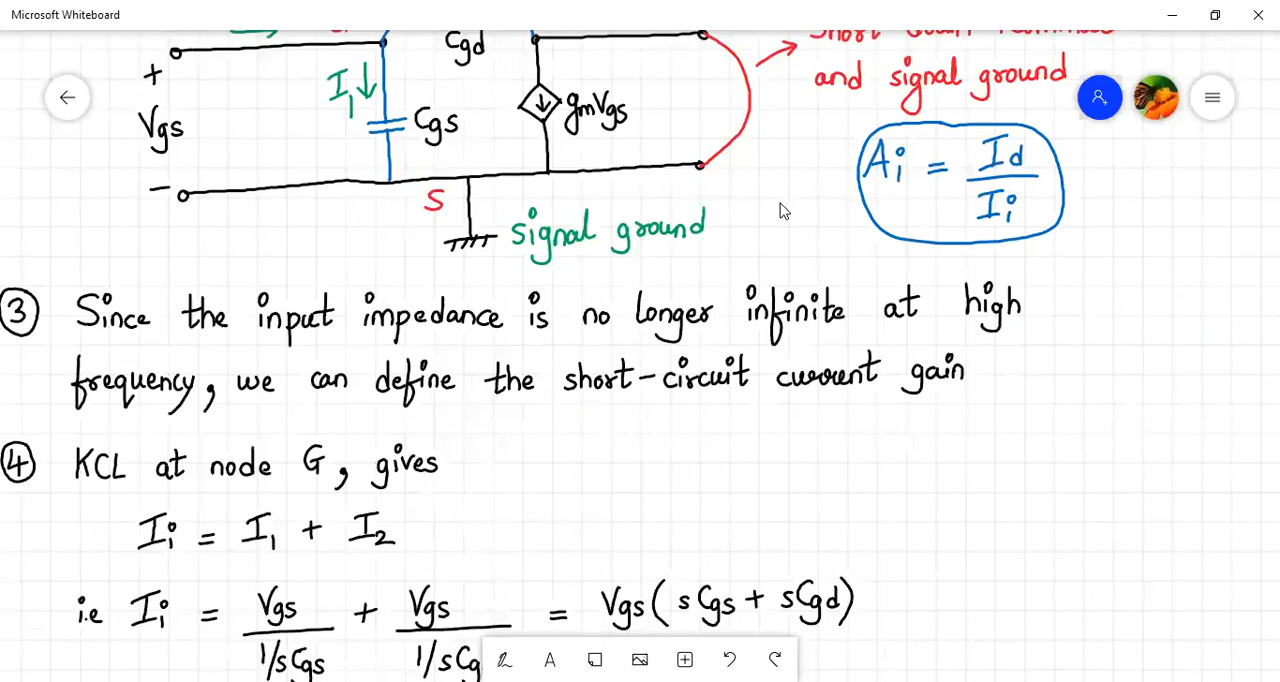 Microsoft Whiteboard
Cgd
and signal ground
+
I1
Vgs
Cgs
gmVgs
Ai = Id / Ii
-
S
signal ground
3 Since the input impedance is no longer infinite at high
frequency, we can define the short-circuit current gain
4 KCL at node G, gives
Ii = I1 + I2
i.e Ii = Vgs / 1/sCgs + Vgs / 1/sCg = Vgs (sCgs + sCgd)
A